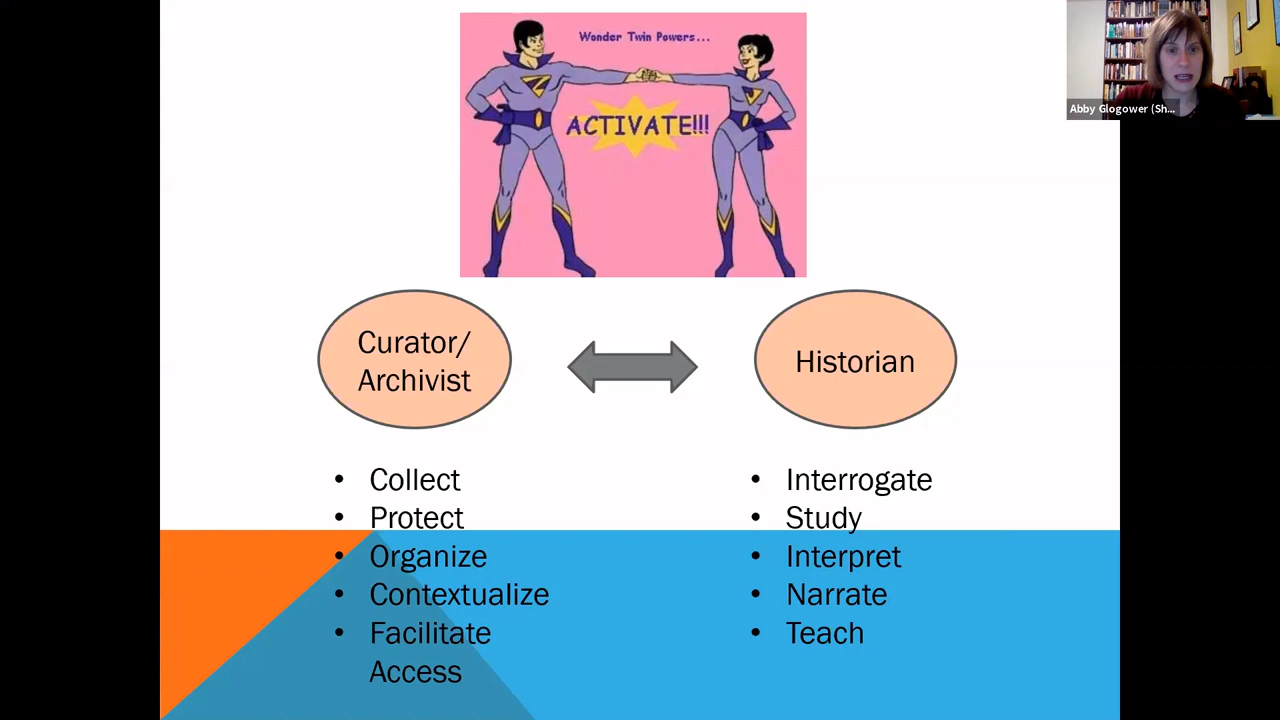 Wonder Twin Powers...
ACTIVATE!!!
Z
J
Abby Glogower (Sh...
Curator/
Archivist
Historian
• Collect
• Protect
• Organize
• Contextualize
• Facilitate
Access
• Interrogate
• Study
• Interpret
• Narrate
• Teach